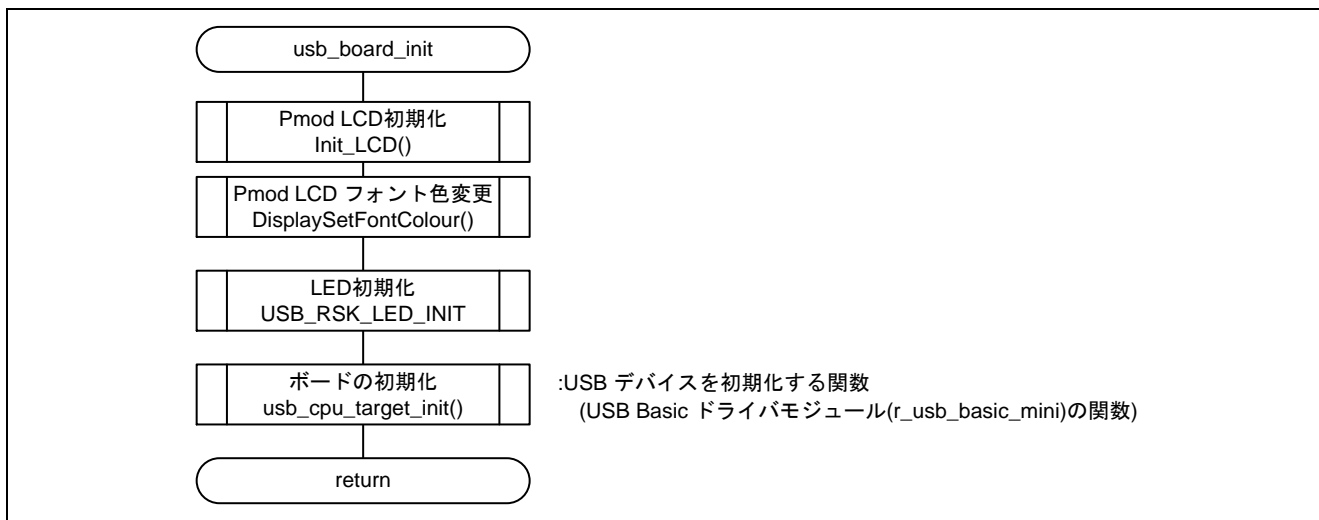 usb_board_init
Pmod LCD初期化
Init_LCD()
Pmod LCD フォント色変更
DisplaySetFontColour()
LED初期化
USB_RSK_LED_INIT
ボードの初期化
usb_cpu_target_init()
:USB デバイスを初期化する関数
(USB Basic ドライバモジュール(r_usb_basic_mini)の関数)
return